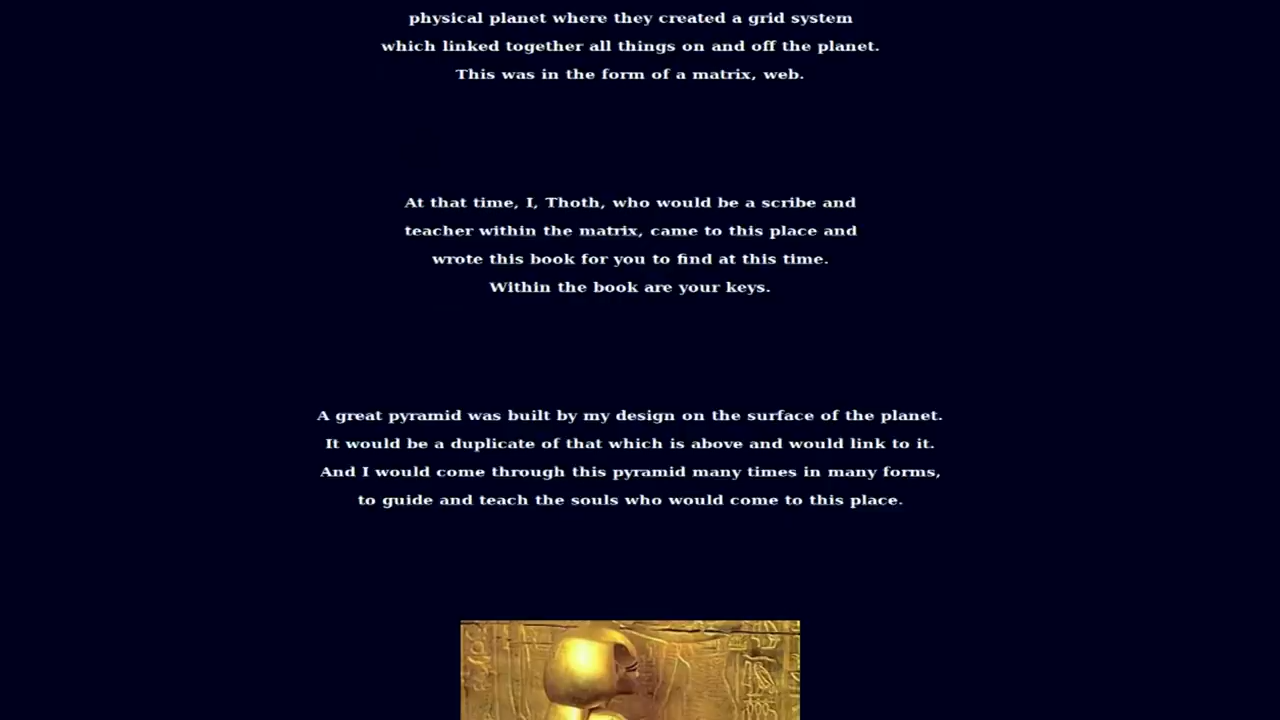 physical planet where they created a grid system
which linked together all things on and off the planet.
This was in the form of a matrix, web.
At that time, I, Thoth, who would be a scribe and
teacher within the matrix, came to this place and
wrote this book for you to find at this time.
Within the book are your keys.
A great pyramid was built by my design on the surface of the planet.
It would be a duplicate of that which is above and would link to it.
And I would come through this pyramid many times in many forms,
to guide and teach the souls who would come to this place.